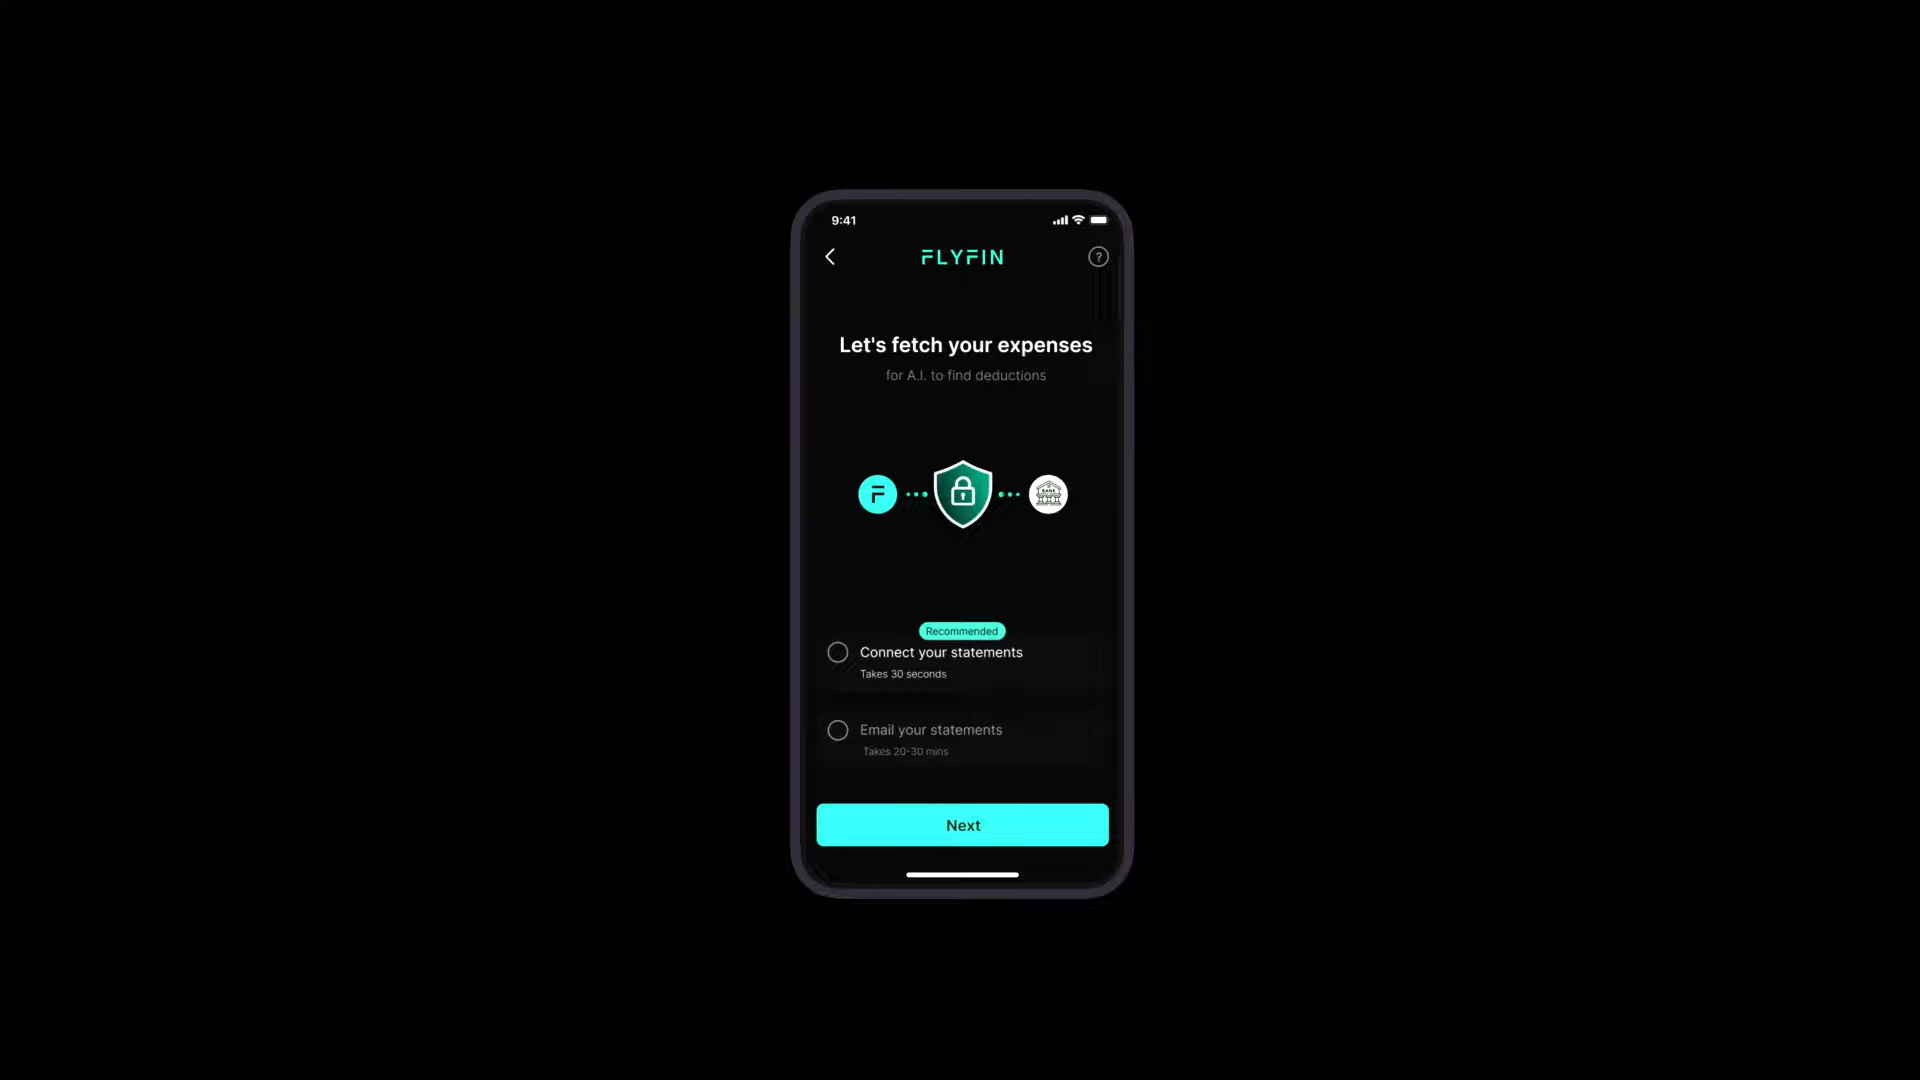 9:41
FLYFIN
?
Let's fetch your expenses
for A.I. to find deductions
F
BANK
Recommended
Connect your statements
Takes 30 seconds
Email your statements
Takes 20-30 mins
Next